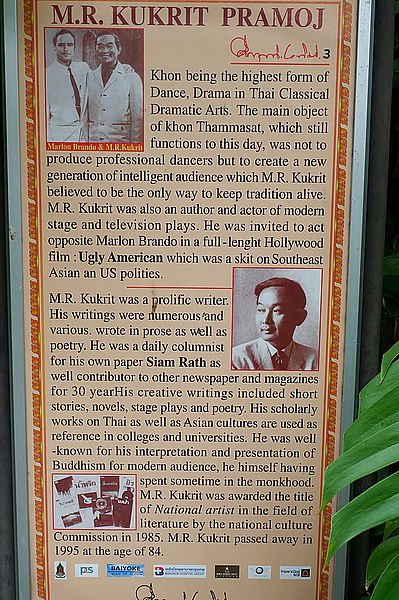 M.R. KUKRIT PRAMOJ
3
Khon being the highest form of
Dance, Drama in Thai Classical
Dramatic Arts. The main object
of khon Thammasat, which still
Marlon Brando & M.R.Kukrit
functions to this day, was not to
produce professional dancers but to create a new
generation of intelligent audience which M.R. Kukrit
believed to be the only way to keep tradition alive.
M.R. Kukrit was also an author and actor of modern
stage and television plays. He was invited to act
opposite Marlon Brando in a full-lenght Hollywood
film : Ugly American which was a skit on Southeast
Asian an US polities.
M.R. Kukrit was a prolific writer.
His writings were numerous and
various. wrote in prose as well as
poetry. He was a daily columnist
for his own paper Siam Rath as
well contributor to other newspaper and magazines
for 30 yearHis creative writings included short
stories, novels, stage plays and poetry. His scholarly
works on Thai as well as Asian cultures are used as
reference in colleges and universities. He was well
-known for his interpretation and presentation of
Buddhism for modern audience, he himself having
spent sometime in the monkhood.
M.R. Kukrit was awarded the title
of National artist in the field of
literature by the national culture
Commission in 1985. M.R. Kukrit passed away in
1995 at the age of 84.
BAIYOKE
BANGKOK HOSPITAL GROUP